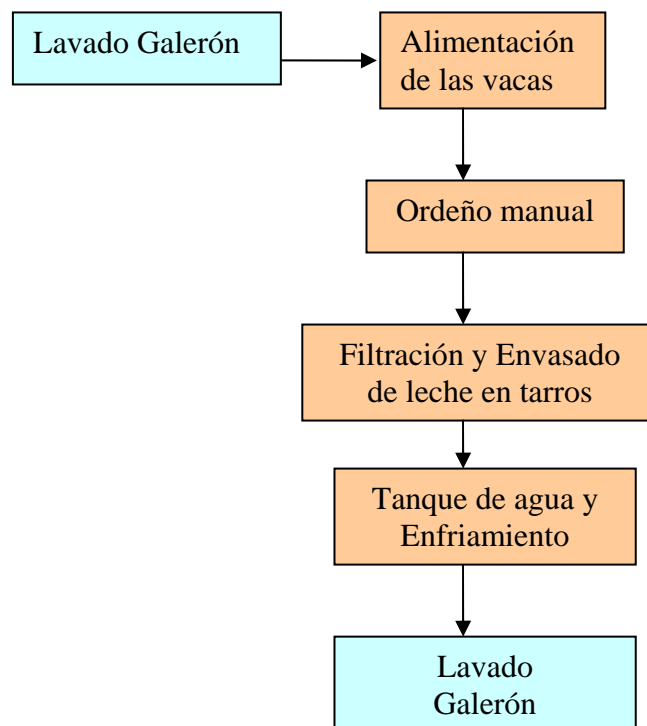 Lavado Galerón
Alimentación
de las vacas
Ordeño manual
Filtración y Envasado
de leche en tarros
Tanque de agua y
Enfriamiento
Lavado
Galerón